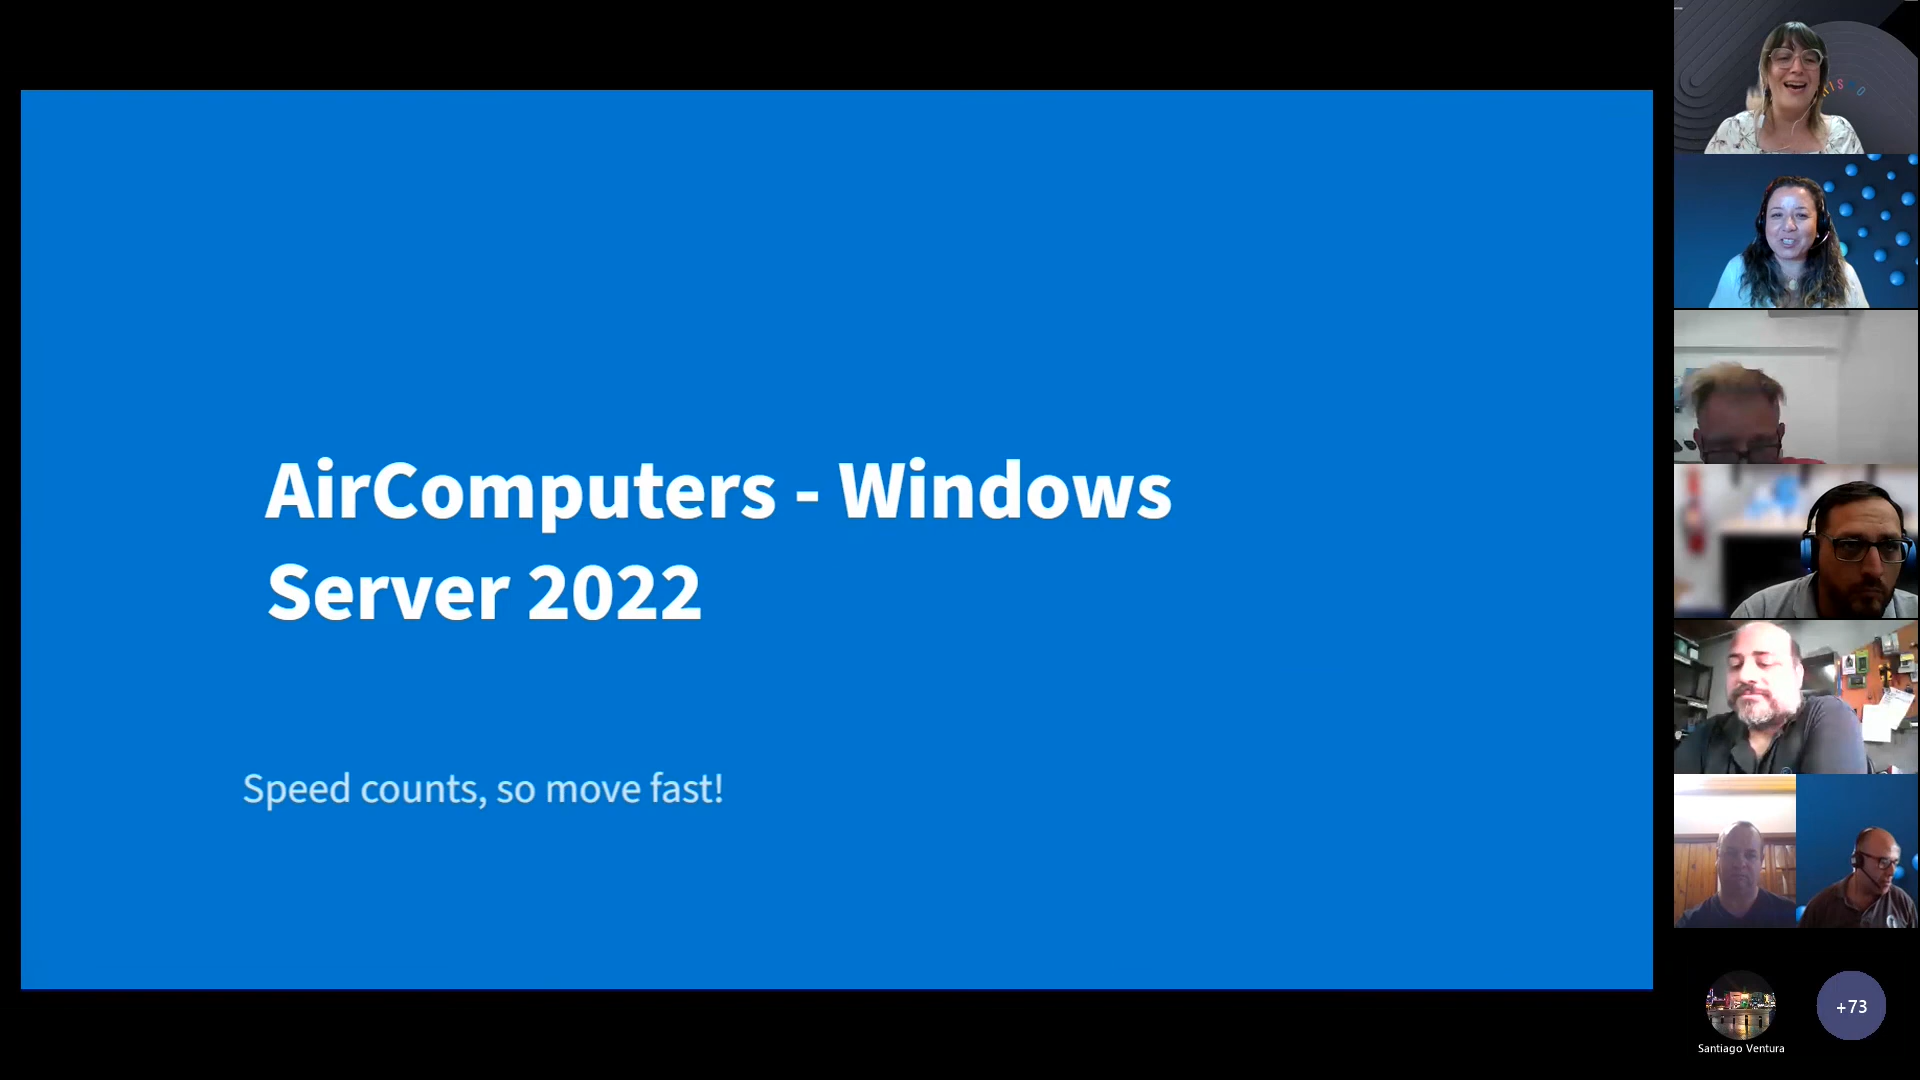 AirComputers - Windows
Server 2022
Speed counts, so move fast!
Santiago Ventura
+73